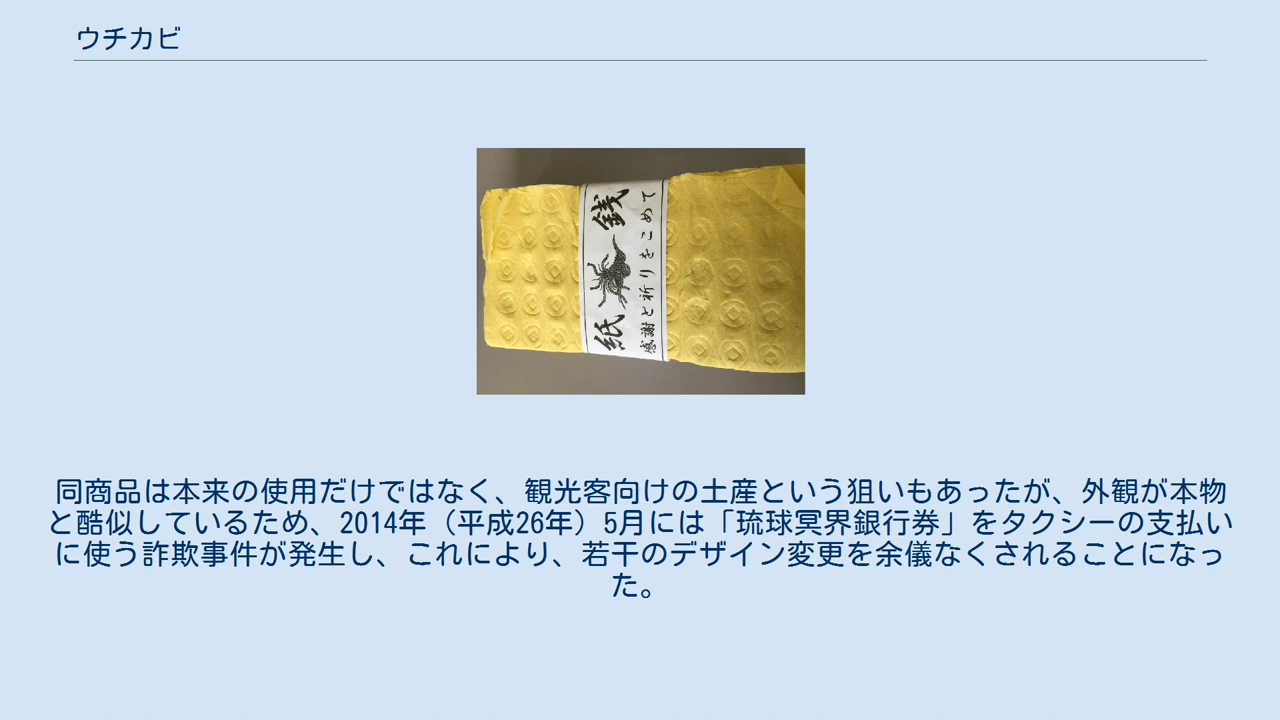 ウチカビ
紙銭
感謝と祈りをこめて
同商品は本来の使用だけではなく、観光客向けの土産という狙いもあったが、外観が本物
と酷似しているため、2014年（平成26年）5月には「琉球冥界銀行券」をタクシーの支払い
に使う詐欺事件が発生し、これにより、若干のデザイン変更を余儀なくされることになっ
た。